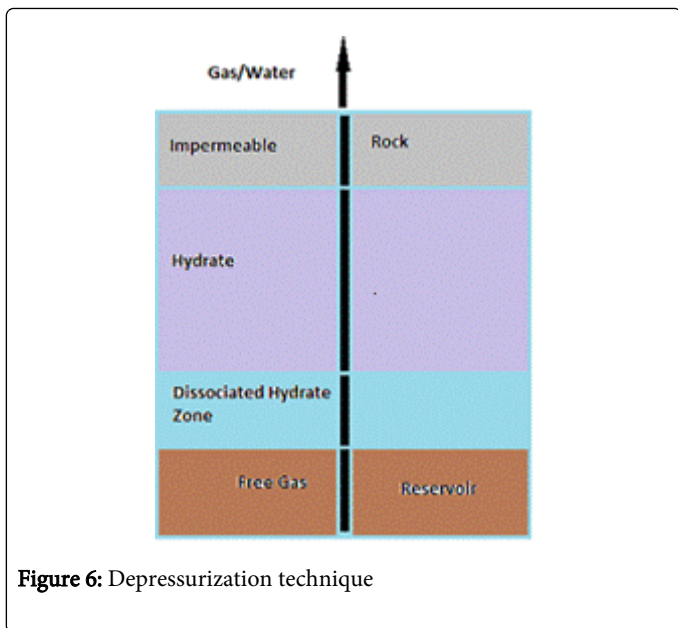 Gas/Water
Impermeable Rock
Hydrate
Dissociated Hydrate
Zone
Free Gas Reservoir
Figure 6: Depressurization technique